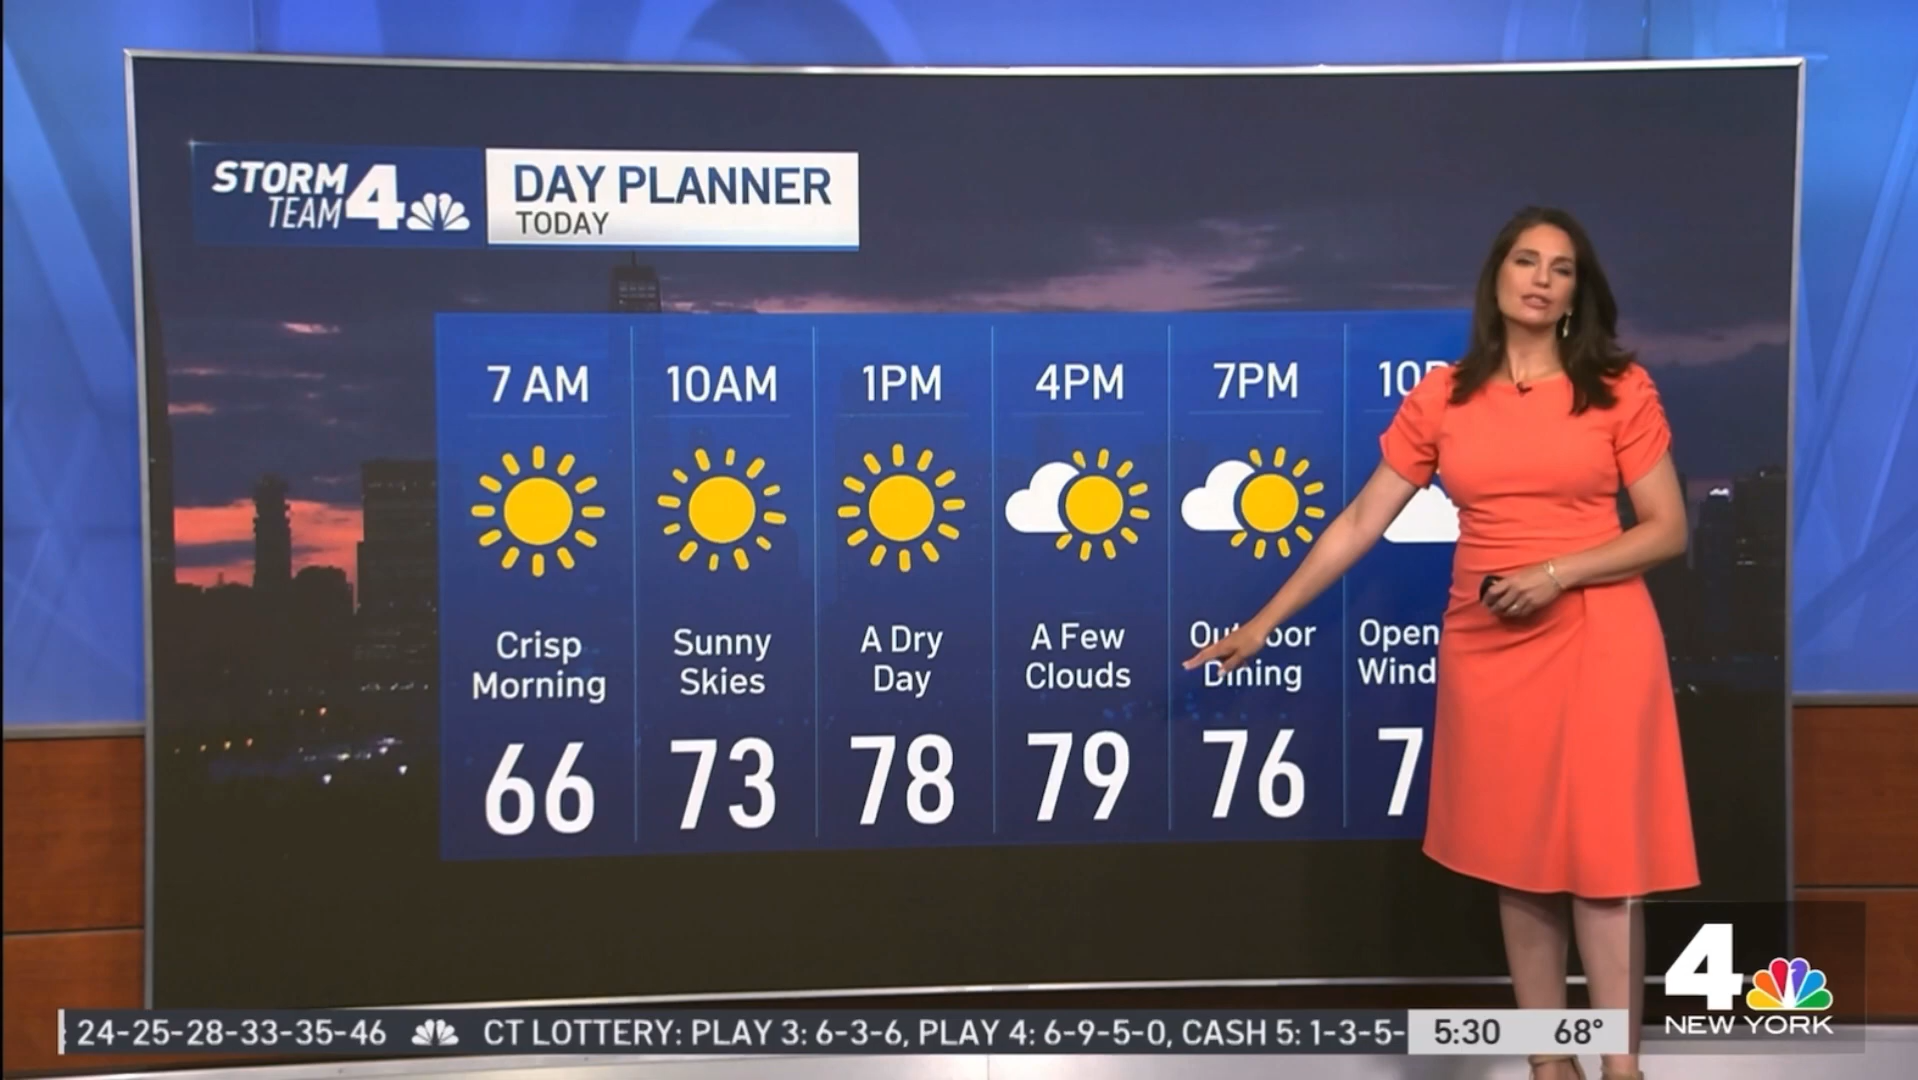 STORM
TEAM 4
DAY PLANNER
TODAY
7 AM 10AM 1PM 4PM 7PM
Crisp Sunny A Dry A Few Outdoor Open
Morning Skies Day Clouds Dining
66 73 78 79 76
4
NEW YORK
24-25-28-33-35-46 CT LOTTERY: PLAY 3: 6-3-6, PLAY 4: 6-9-5-0, CASH 5: 1-3-5- 5:30 68°